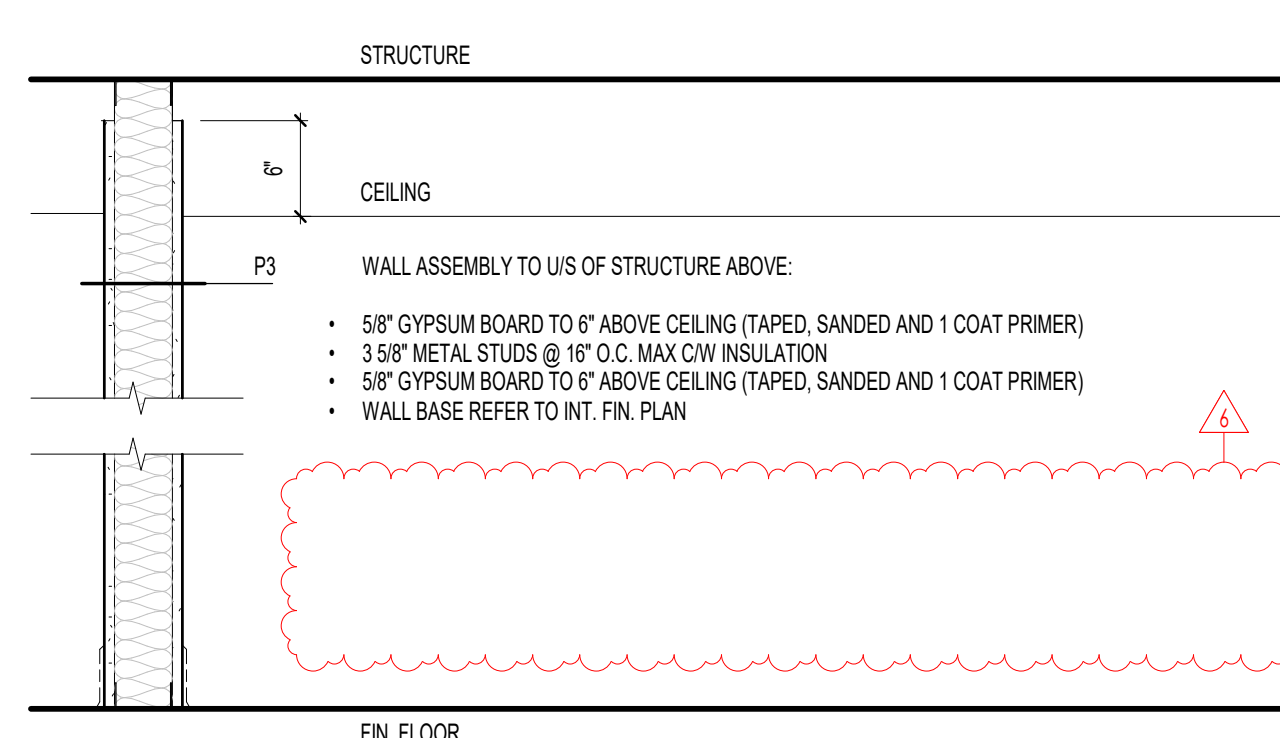 STRUCTURE
6"
CEILING
P3
WALL ASSEMBLY TO U/S OF STRUCTURE ABOVE:
• 5/8" GYPSUM BOARD TO 6" ABOVE CEILING (TAPED, SANDED AND 1 COAT PRIMER)
• 3 5/8" METAL STUDS @ 16" O.C. MAX C/W INSULATION
• 5/8" GYPSUM BOARD TO 6" ABOVE CEILING (TAPED, SANDED AND 1 COAT PRIMER)
• WALL BASE REFER TO INT. FIN. PLAN
6
FIN. FLOOR